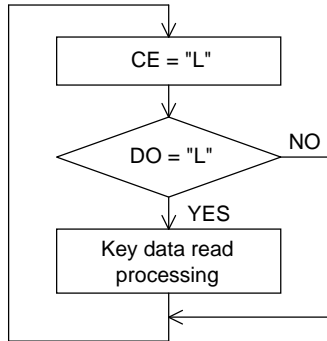 CE = "L"
DO = "L"
NO
YES
Key data read
processing